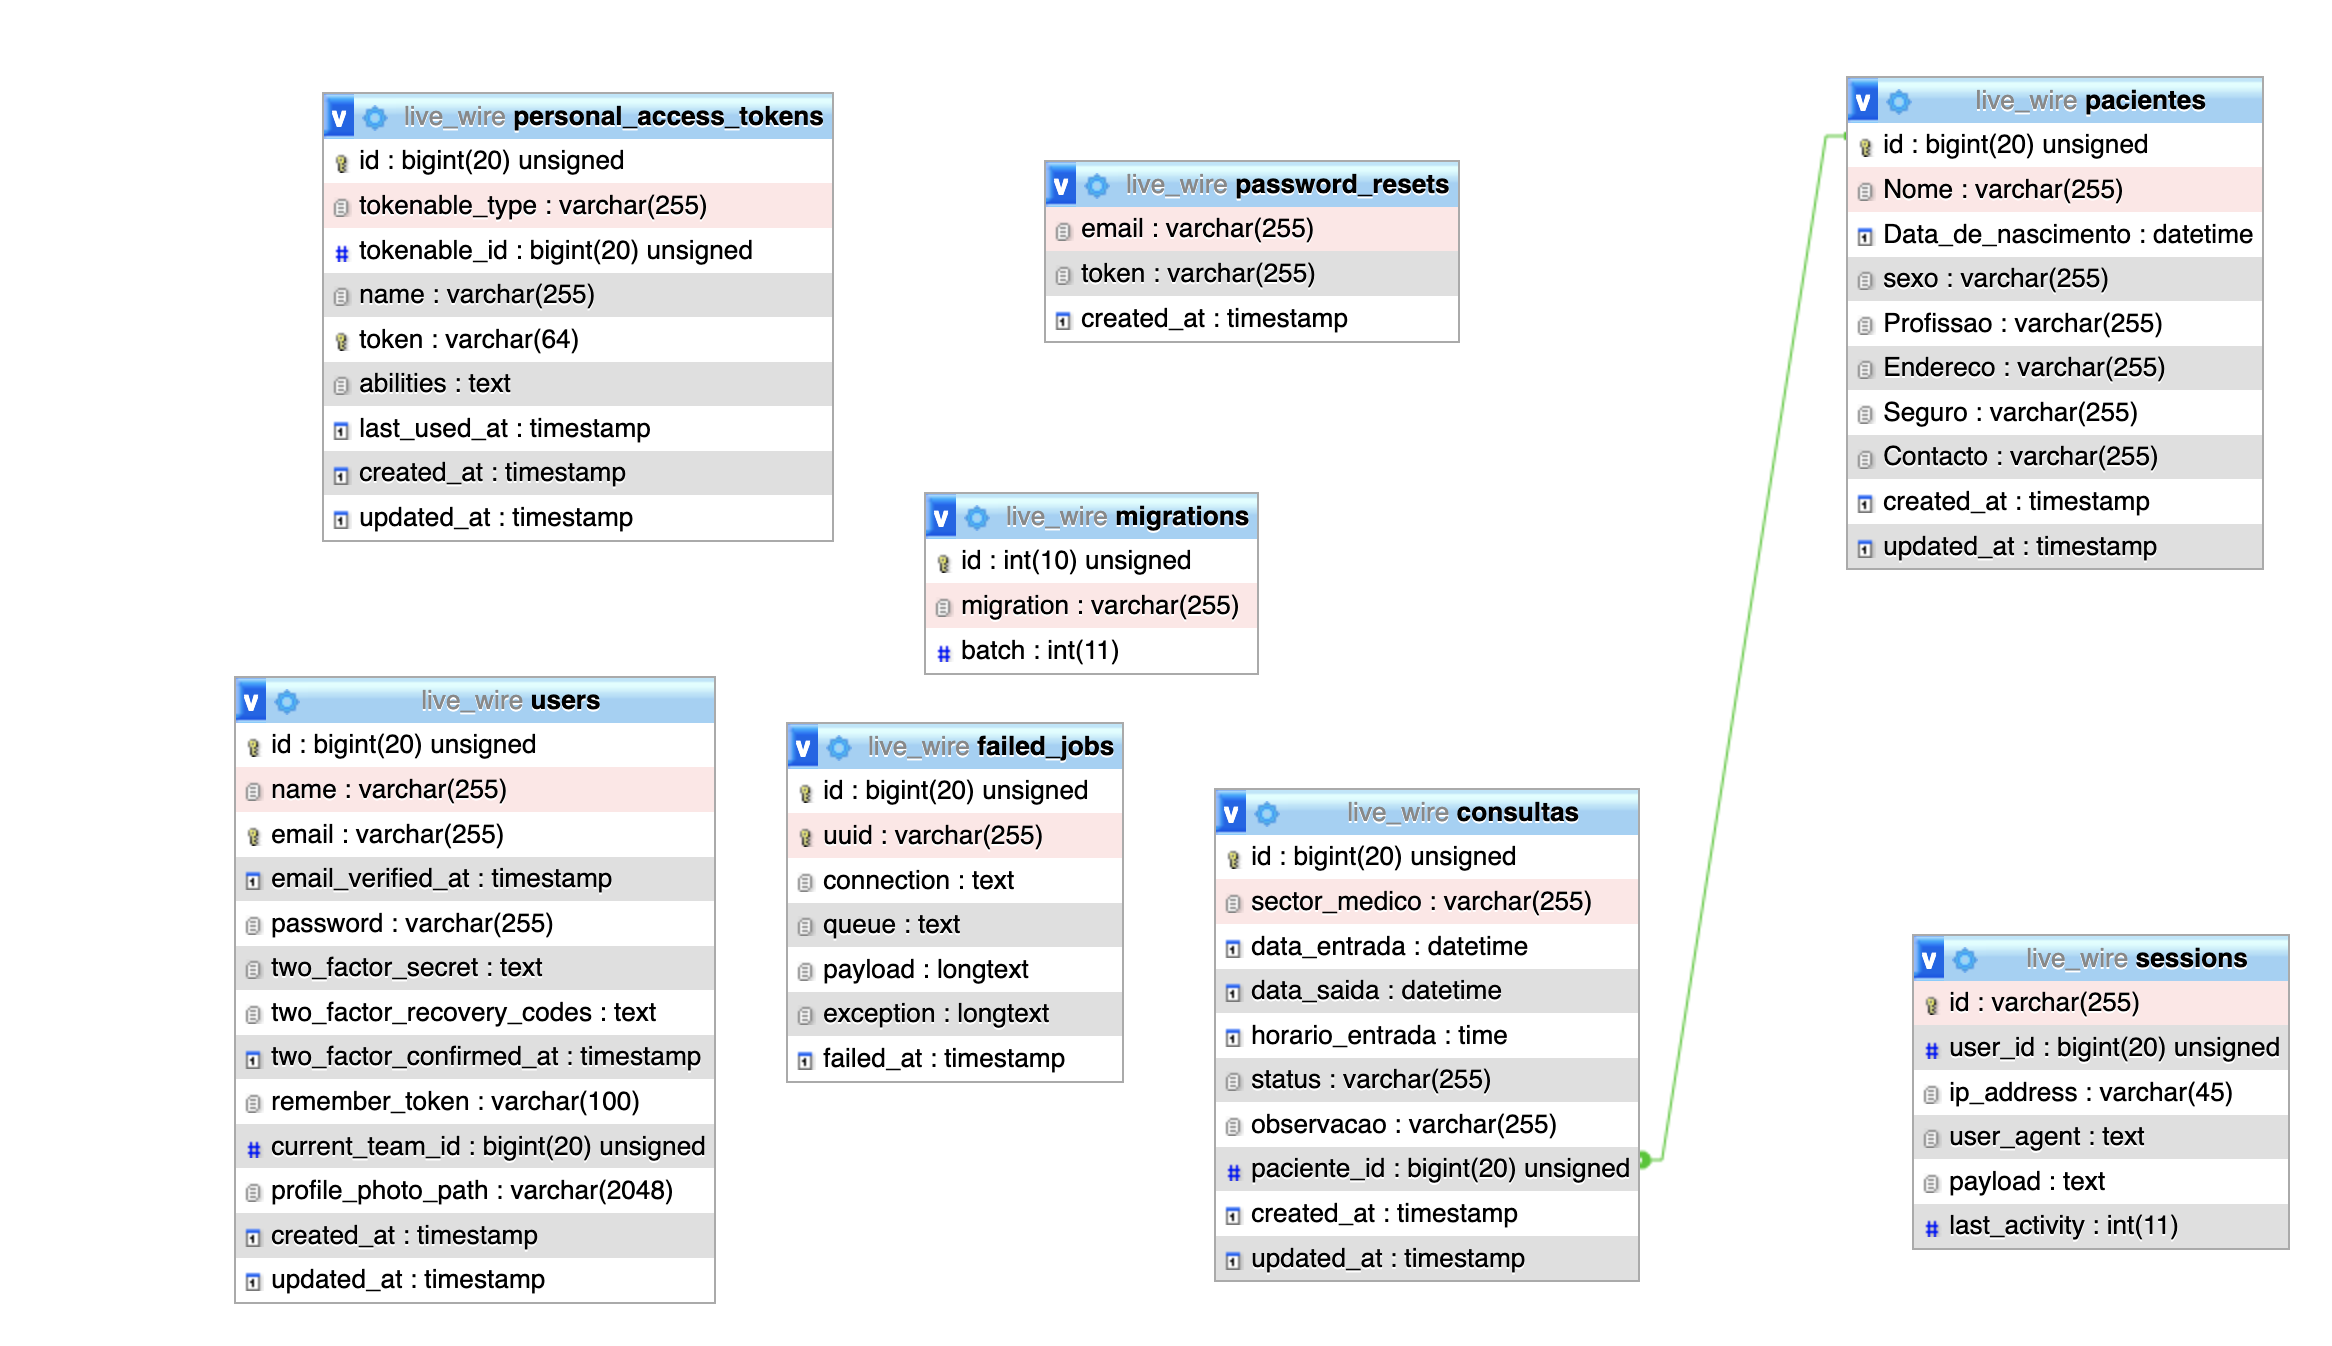 live_wire personal_access_tokens
id : bigint(20) unsigned
tokenable_type : varchar(255)
tokenable_id : bigint(20) unsigned
name : varchar(255)
token : varchar(64)
abilities : text
last_used_at : timestamp
created_at : timestamp
updated_at : timestamp
live_wire password_resets
email : varchar(255)
token : varchar(255)
created_at : timestamp
live_wire pacientes
id : bigint(20) unsigned
Nome : varchar(255)
Data_de_nascimento : datetime
sexo : varchar(255)
Profissao : varchar(255)
Endereco : varchar(255)
Seguro : varchar(255)
Contacto : varchar(255)
created_at : timestamp
updated_at : timestamp
live_wire migrations
id : int(10) unsigned
migration : varchar(255)
batch : int(11)
live_wire users
id : bigint(20) unsigned
name : varchar(255)
email : varchar(255)
email_verified_at : timestamp
password : varchar(255)
two_factor_secret : text
two_factor_recovery_codes : text
two_factor_confirmed_at : timestamp
remember_token : varchar(100)
current_team_id : bigint(20) unsigned
profile_photo_path : varchar(2048)
created_at : timestamp
updated_at : timestamp
live_wire failed_jobs
id : bigint(20) unsigned
uuid : varchar(255)
connection : text
queue : text
payload : longtext
exception : longtext
failed_at : timestamp
live_wire consultas
id : bigint(20) unsigned
sector_medico : varchar(255)
data_entrada : datetime
data_saida : datetime
horario_entrada : time
status : varchar(255)
observacao : varchar(255)
paciente_id : bigint(20) unsigned
created_at : timestamp
updated_at : timestamp
live_wire sessions
id : varchar(255)
user_id : bigint(20) unsigned
ip_address : varchar(45)
user_agent : text
payload : text
last_activity : int(11)